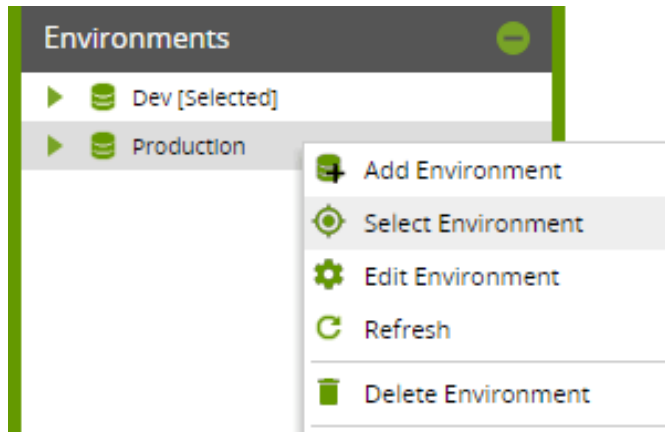 Environments
Dev [Selected]
Production
Add Environment
Select Environment
Edit Environment
Refresh
Delete Environment